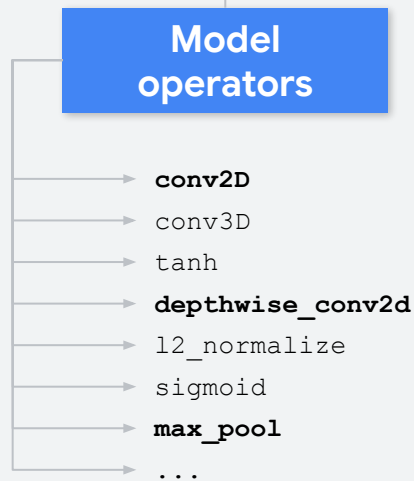 Model
operators
conv2D
conv3D
tanh
depthwise_conv2d
l2_normalize
sigmoid
max_pool
...